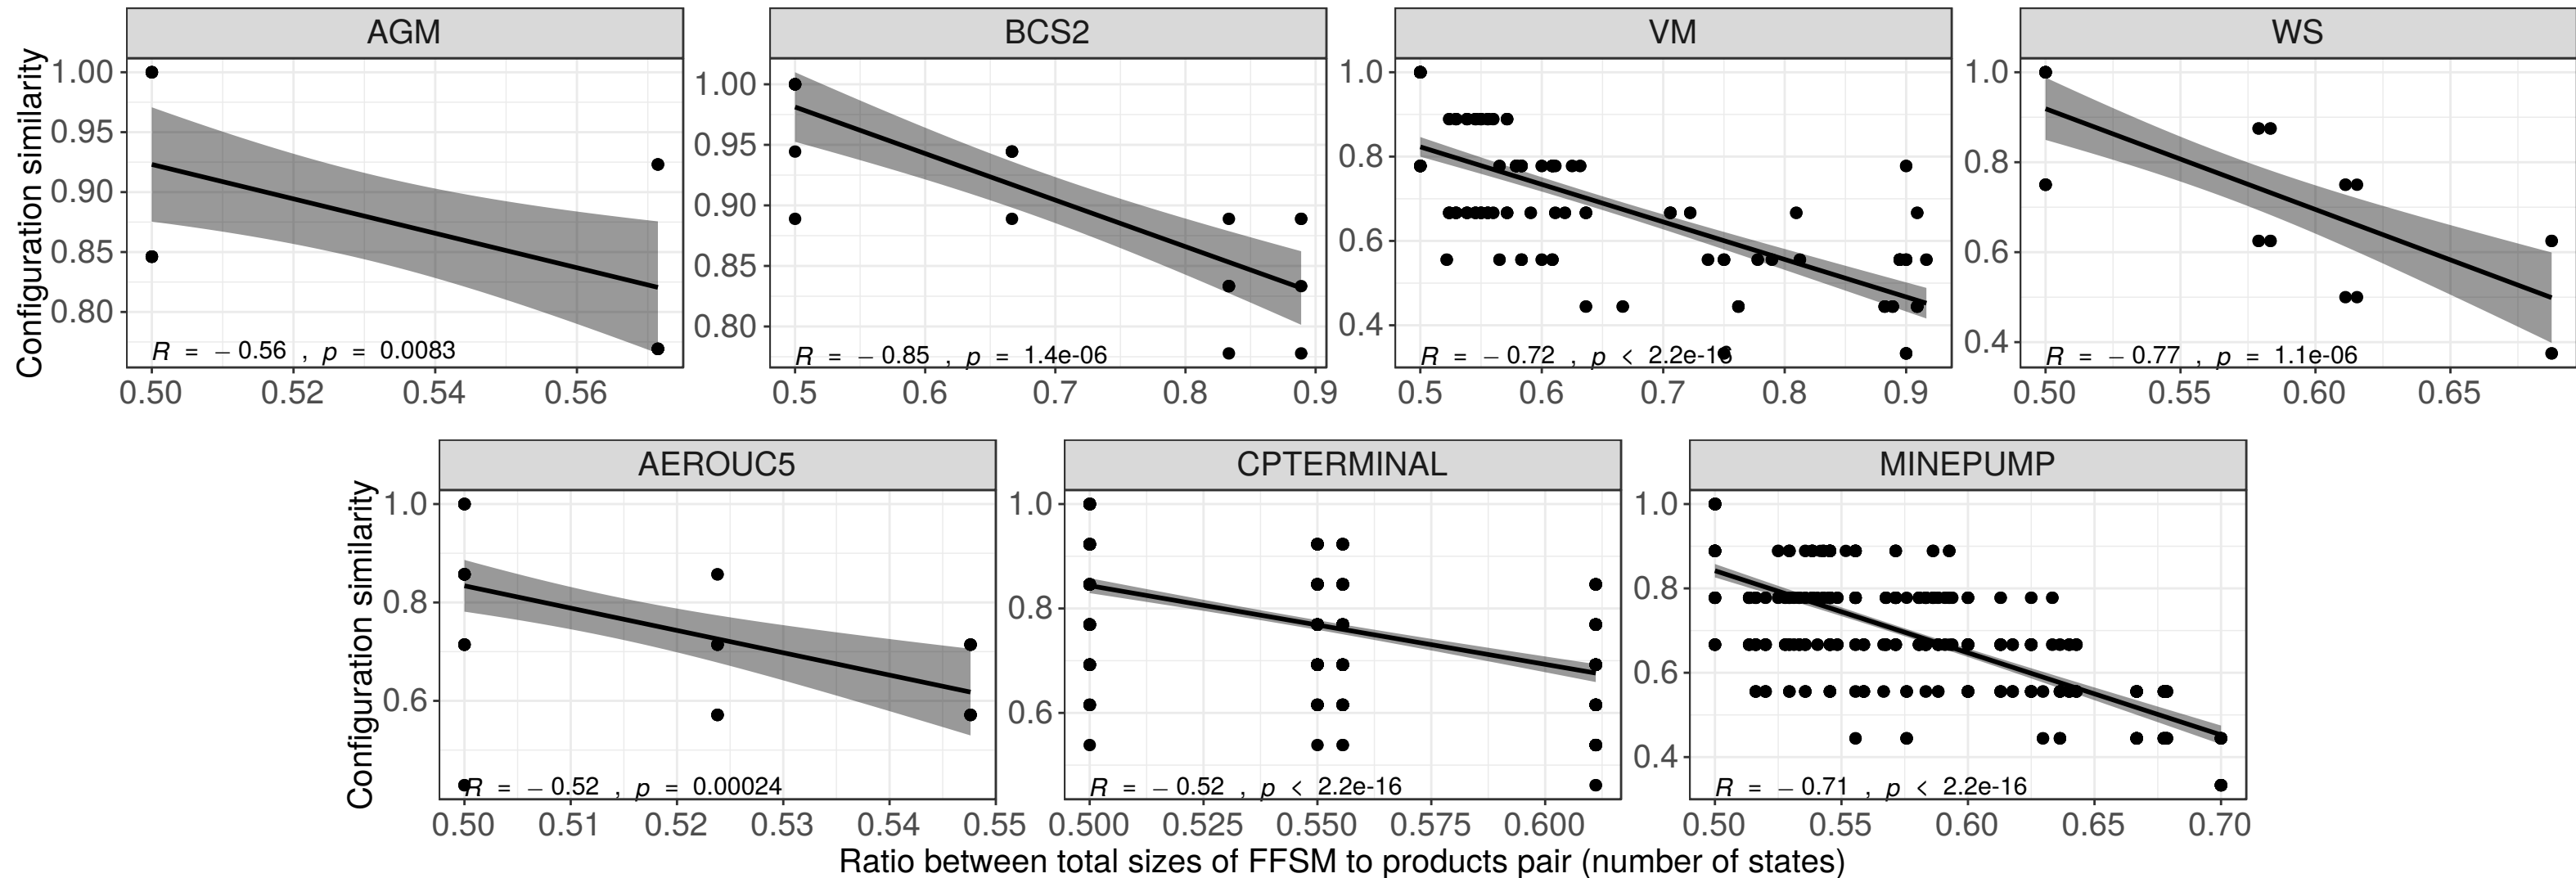 AGM
BCS2
VM
WS
Configuration similarity
1.00
0.95
0.90
0.85
0.80
R = − 0.56 , p = 0.0083
0.50 0.52 0.54 0.56
1.00
0.95
0.90
0.85
0.80
R = − 0.85 , p = 1.4e-06
0.5 0.6 0.7 0.8 0.9
1.0
0.8
0.6
0.4
R = − 0.72 , p < 2.2e-16
0.5 0.6 0.7 0.8 0.9
1.0
0.8
0.6
0.4
R = − 0.77 , p = 1.1e-06
0.50 0.55 0.60 0.65
AEROUC5
CPTERMINAL
MINEPUMP
Configuration similarity
1.0
0.8
0.6
R = − 0.52 , p = 0.00024
0.50 0.51 0.52 0.53 0.54 0.55
1.0
0.8
0.6
R = − 0.52 , p < 2.2e-16
0.500 0.525 0.550 0.575 0.600
1.0
0.8
0.6
0.4
R = − 0.71 , p < 2.2e-16
0.50 0.55 0.60 0.65 0.70
Ratio between total sizes of FFSM to products pair (number of states)